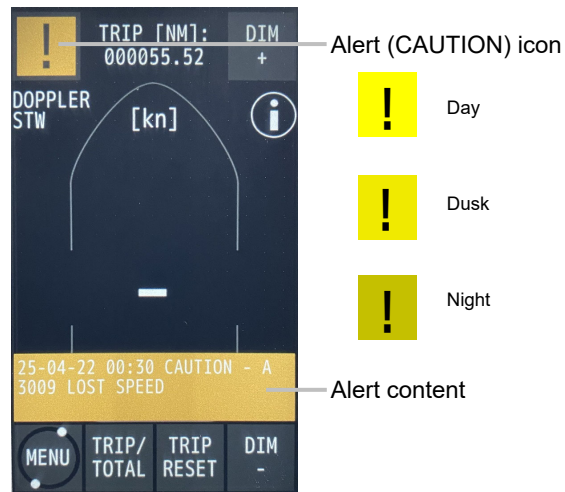 !
TRIP [NM]:
000055.52
DIM
+
Alert (CAUTION) icon
DOPPLER
STW
[kn]
i
!
Day
!
Dusk
!
Night
-
25-04-22 00:30 CAUTION - A
3009 LOST SPEED
Alert content
MENU
TRIP/
TOTAL
TRIP
RESET
DIM
-